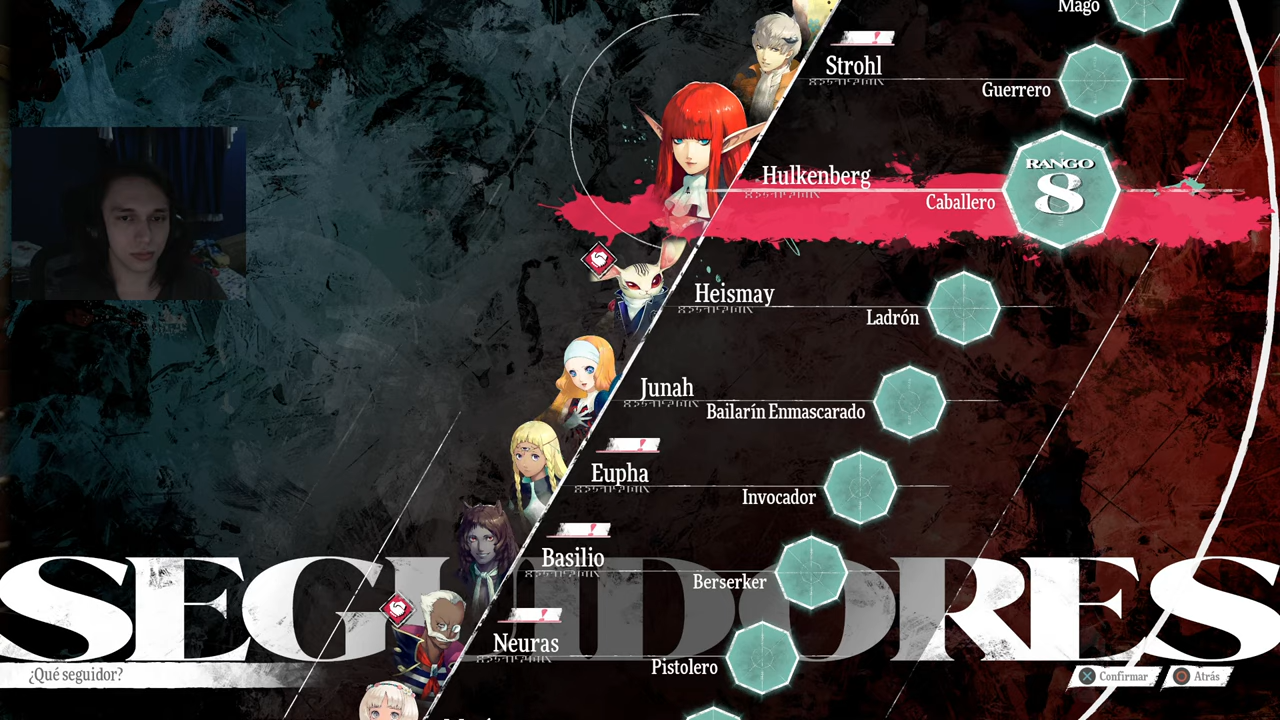 Mago
Strohl
Guerrero
RANGO
8
Hulkenberg
Caballero
Heismay
Ladrón
Junah
Bailarín Enmascarado
Eupha
Invocador
Basilio
Berserker
SEGUIDORES
Neuras
Pistolero
¿Qué seguidor?
Confirmar
Atrás